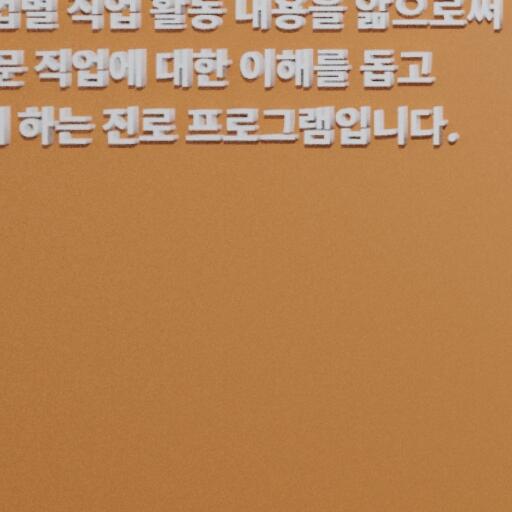 직업 활동 내용을 앎으로써
직업에 대한 이해를 돕고
하는 진로 프로그램입니다.